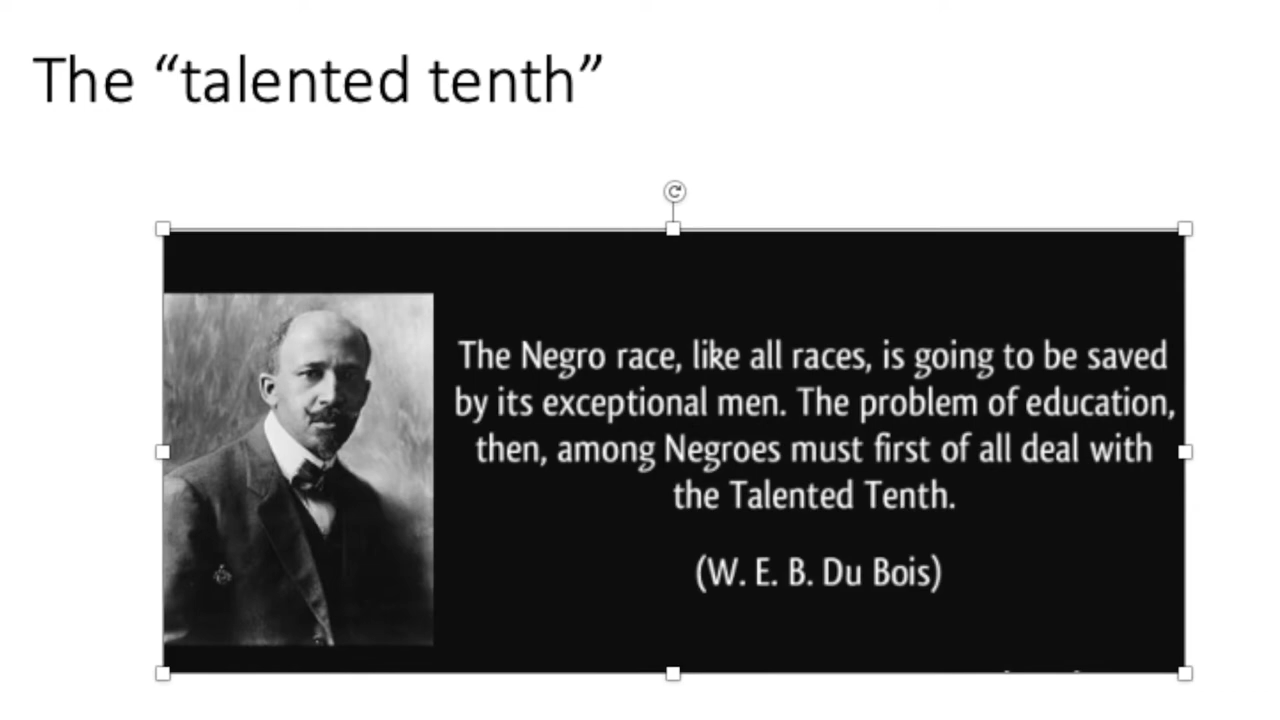 The “talented tenth”
The Negro race, like all races, is going to be saved
by its exceptional men. The problem of education,
then, among Negroes must first of all deal with
the Talented Tenth.
(W. E. B. Du Bois)